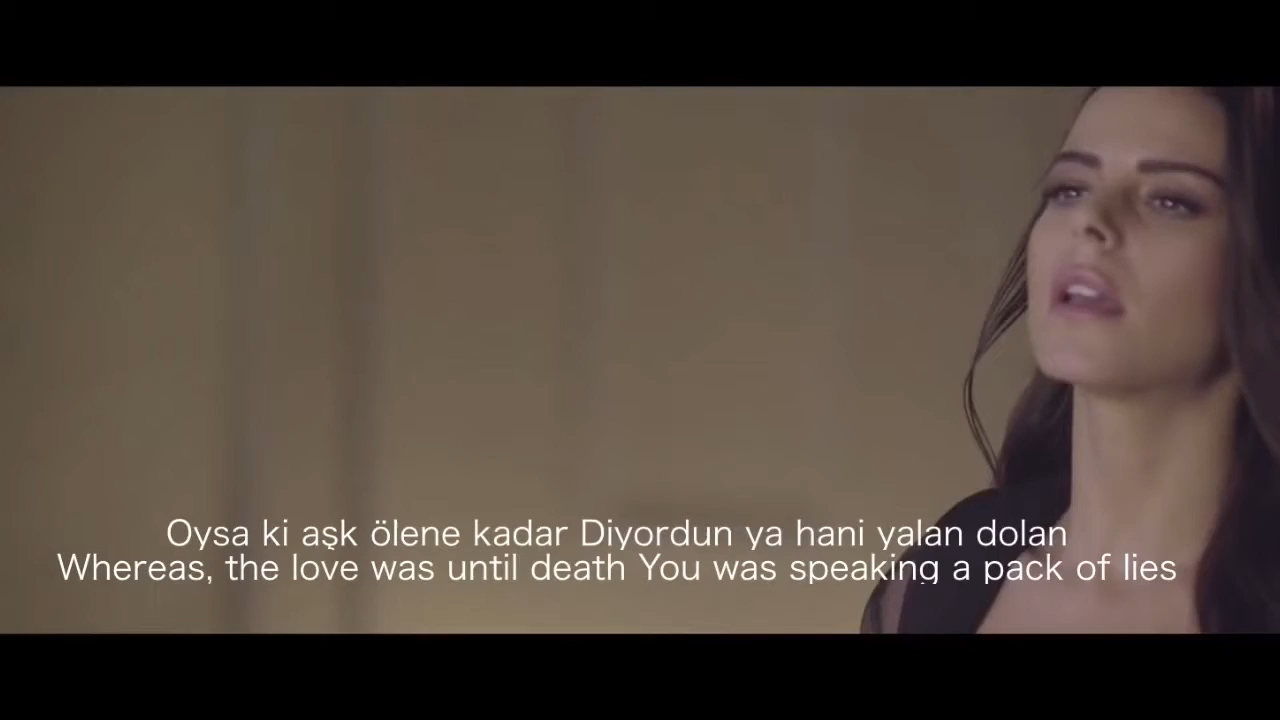 Oysa ki aşk ölene kadar Diyordun ya hani yalan dolan
Whereas, the love was until death You was speaking a pack of lies